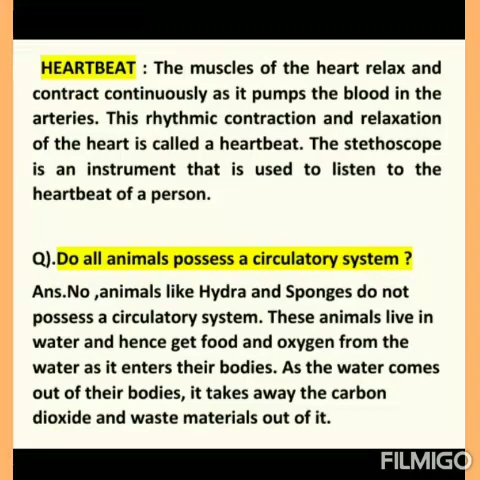 HEARTBEAT : The muscles of the heart relax and
contract continuously as it pumps the blood in the
arteries. This rhythmic contraction and relaxation
of the heart is called a heartbeat. The stethoscope
is an instrument that is used to listen to the
heartbeat of a person.
Q).Do all animals possess a circulatory system ?
Ans.No ,animals like Hydra and Sponges do not
possess a circulatory system. These animals live in
water and hence get food and oxygen from the
water as it enters their bodies. As the water comes
out of their bodies, it takes away the carbon
dioxide and waste materials out of it.
FILMIGO